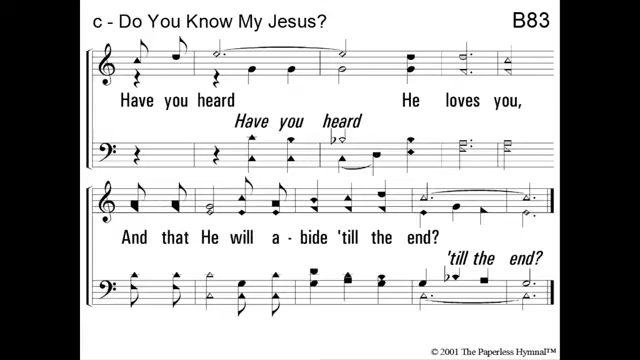 c - Do You Know My Jesus?
B83
Have you heard He loves you,
Have you heard
And that He will a - bide 'till the end?
'till the end?
© 2001 The Paperless Hymnal™